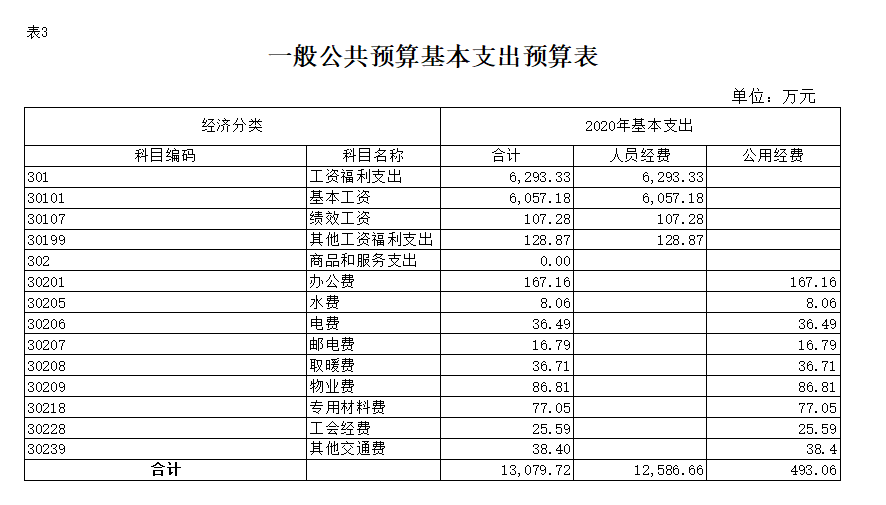 表3
一般公共预算基本支出预算表
单位：万元
经济分类 2020年基本支出
科目编码 科目名称 合计 人员经费 公用经费
301 工资福利支出 6,293.33 6,293.33
30101 基本工资 6,057.18 6,057.18
30107 绩效工资 107.28 107.28
30199 其他工资福利支出 128.87 128.87
302 商品和服务支出 0.00
30201 办公费 167.16 167.16
30205 水费 8.06 8.06
30206 电费 36.49 36.49
30207 邮电费 16.79 16.79
30208 取暖费 36.71 36.71
30209 物业费 86.81 86.81
30218 专用材料费 77.05 77.05
30228 工会经费 25.59 25.59
30239 其他交通费 38.40 38.4
合计 13,079.72 12,586.66 493.06